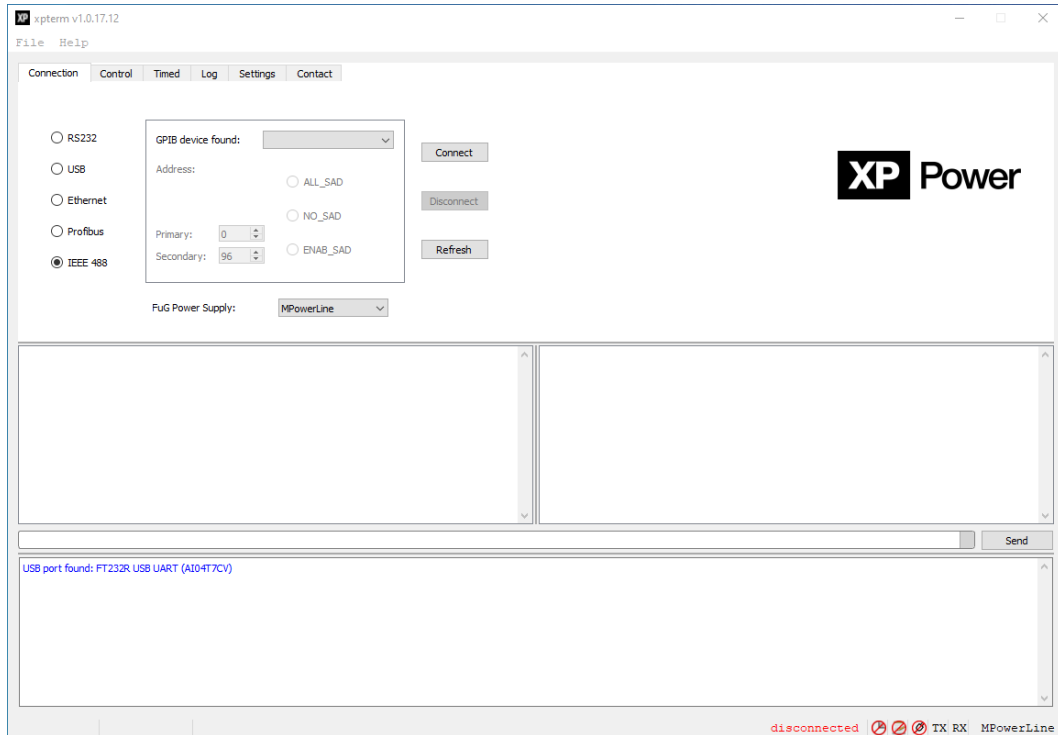 XP xpterm v1.0.17.12
File Help
Connection Control Timed Log Settings Contact
RS232
USB
Ethernet
Profibus
IEEE 488
GPIB device found:
Address:
ALL_SAD
NO_SAD
ENAB_SAD
Primary: 0
Secondary: 96
Connect
Disconnect
Refresh
XP Power
FuG Power Supply: MPowerLine
Send
USB port found: FT232R USB UART (AI04T7CV)
disconnected TX RX MPowerLine